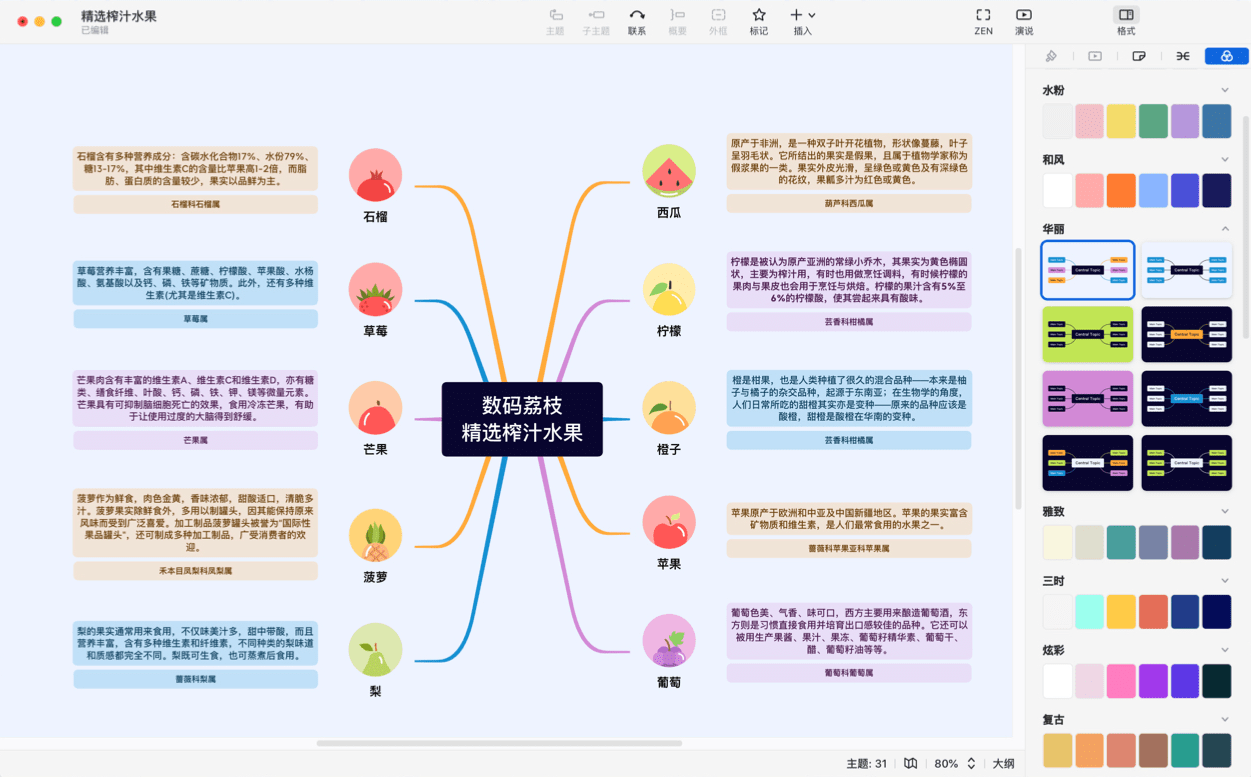 精选榨汁水果
已编辑
主题
子主题
联系
概要
外框
标记
插入
ZEN
演说
格式
石榴含有多种营养成分：含碳水化合物17%、水份79%、
糖13-17%，其中维生素C的含量比苹果高1-2倍，而脂
肪、蛋白质的含量较少，果实以品鲜为主。
石榴科石榴属
石榴
草莓营养丰富，含有果糖、蔗糖、柠檬酸、苹果酸、水杨
酸、氨基酸以及钙、磷、铁等矿物质。此外，还有多种维
生素(尤其是维生素C)。
草莓属
草莓
芒果肉含有丰富的维生素A、维生素C和维生素D，亦有糖
类、膳食纤维、叶酸、钙、磷、铁、钾、镁等微量元素。
芒果具有可抑制脑细胞死亡的效果，食用冷冻芒果，有助
于让使用过度的大脑得到舒缓。
芒果属
芒果
菠萝作为鲜食，肉色金黄，香味浓郁，甜酸适口，清脆多
汁。菠萝果实除鲜食外，多用以制罐头，因其能保持原来
风味而受到广泛喜爱。加工制品菠萝罐头被誉为"国际性
果品罐头"，还可制成多种加工制品，广受消费者的欢
迎。
禾本目凤梨科凤梨属
菠萝
梨的果实通常用来食用，不仅味美汁多，甜中带酸，而且
营养丰富，含有多种维生素和纤维素，不同种类的梨味道
和质感都完全不同。梨既可生食，也可蒸煮后食用。
蔷薇科梨属
梨
数码荔枝
精选榨汁水果
原产于非洲，是一种双子叶开花植物，形状像蔓藤，叶子
呈羽毛状。它所结出的果实是假果，且属于植物学家称为
假浆果的一类。果实外皮光滑，呈绿色或黄色及有深绿色
的花纹，果瓤多汁为红色或黄色。
葫芦科西瓜属
西瓜
柠檬是被认为原产亚洲的常绿小乔木，其果实为黄色椭圆
状，主要为榨汁用，有时也用做烹饪调料，有时候柠檬的
果肉与果皮也会用于烹饪与烘焙。柠檬的果汁含有5%至
6%的柠檬酸，使其尝起来具有酸味。
芸香科柑橘属
柠檬
橙是柑果，也是人类种植了很久的混合品种——本来是柚
子与橘子的杂交品种，起源于东南亚；在生物学的角度，
人们日常所吃的甜橙其实亦是变种——原来的品种应该是
酸橙，甜橙是酸橙在华南的变种。
芸香科柑橘属
橙子
苹果原产于欧洲和中亚及中国新疆地区。苹果的果实富含
矿物质和维生素，是人们最常食用的水果之一。
蔷薇科苹果亚科苹果属
苹果
葡萄色美、气香、味可口，西方主要用来酿造葡萄酒，东
方则是习惯直接食用并培育出口感较佳的品种。它还可以
被用生产果酱、果汁、果冻、葡萄籽精华素、葡萄干、
醋、葡萄籽油等等。
葡萄科葡萄属
葡萄
水粉
和风
华丽
Central Topic
Central Topic
Central Topic
Central Topic
Central Topic
Central Topic
Central Topic
Central Topic
雅致
三时
炫彩
复古
主题: 31
80%
大纲